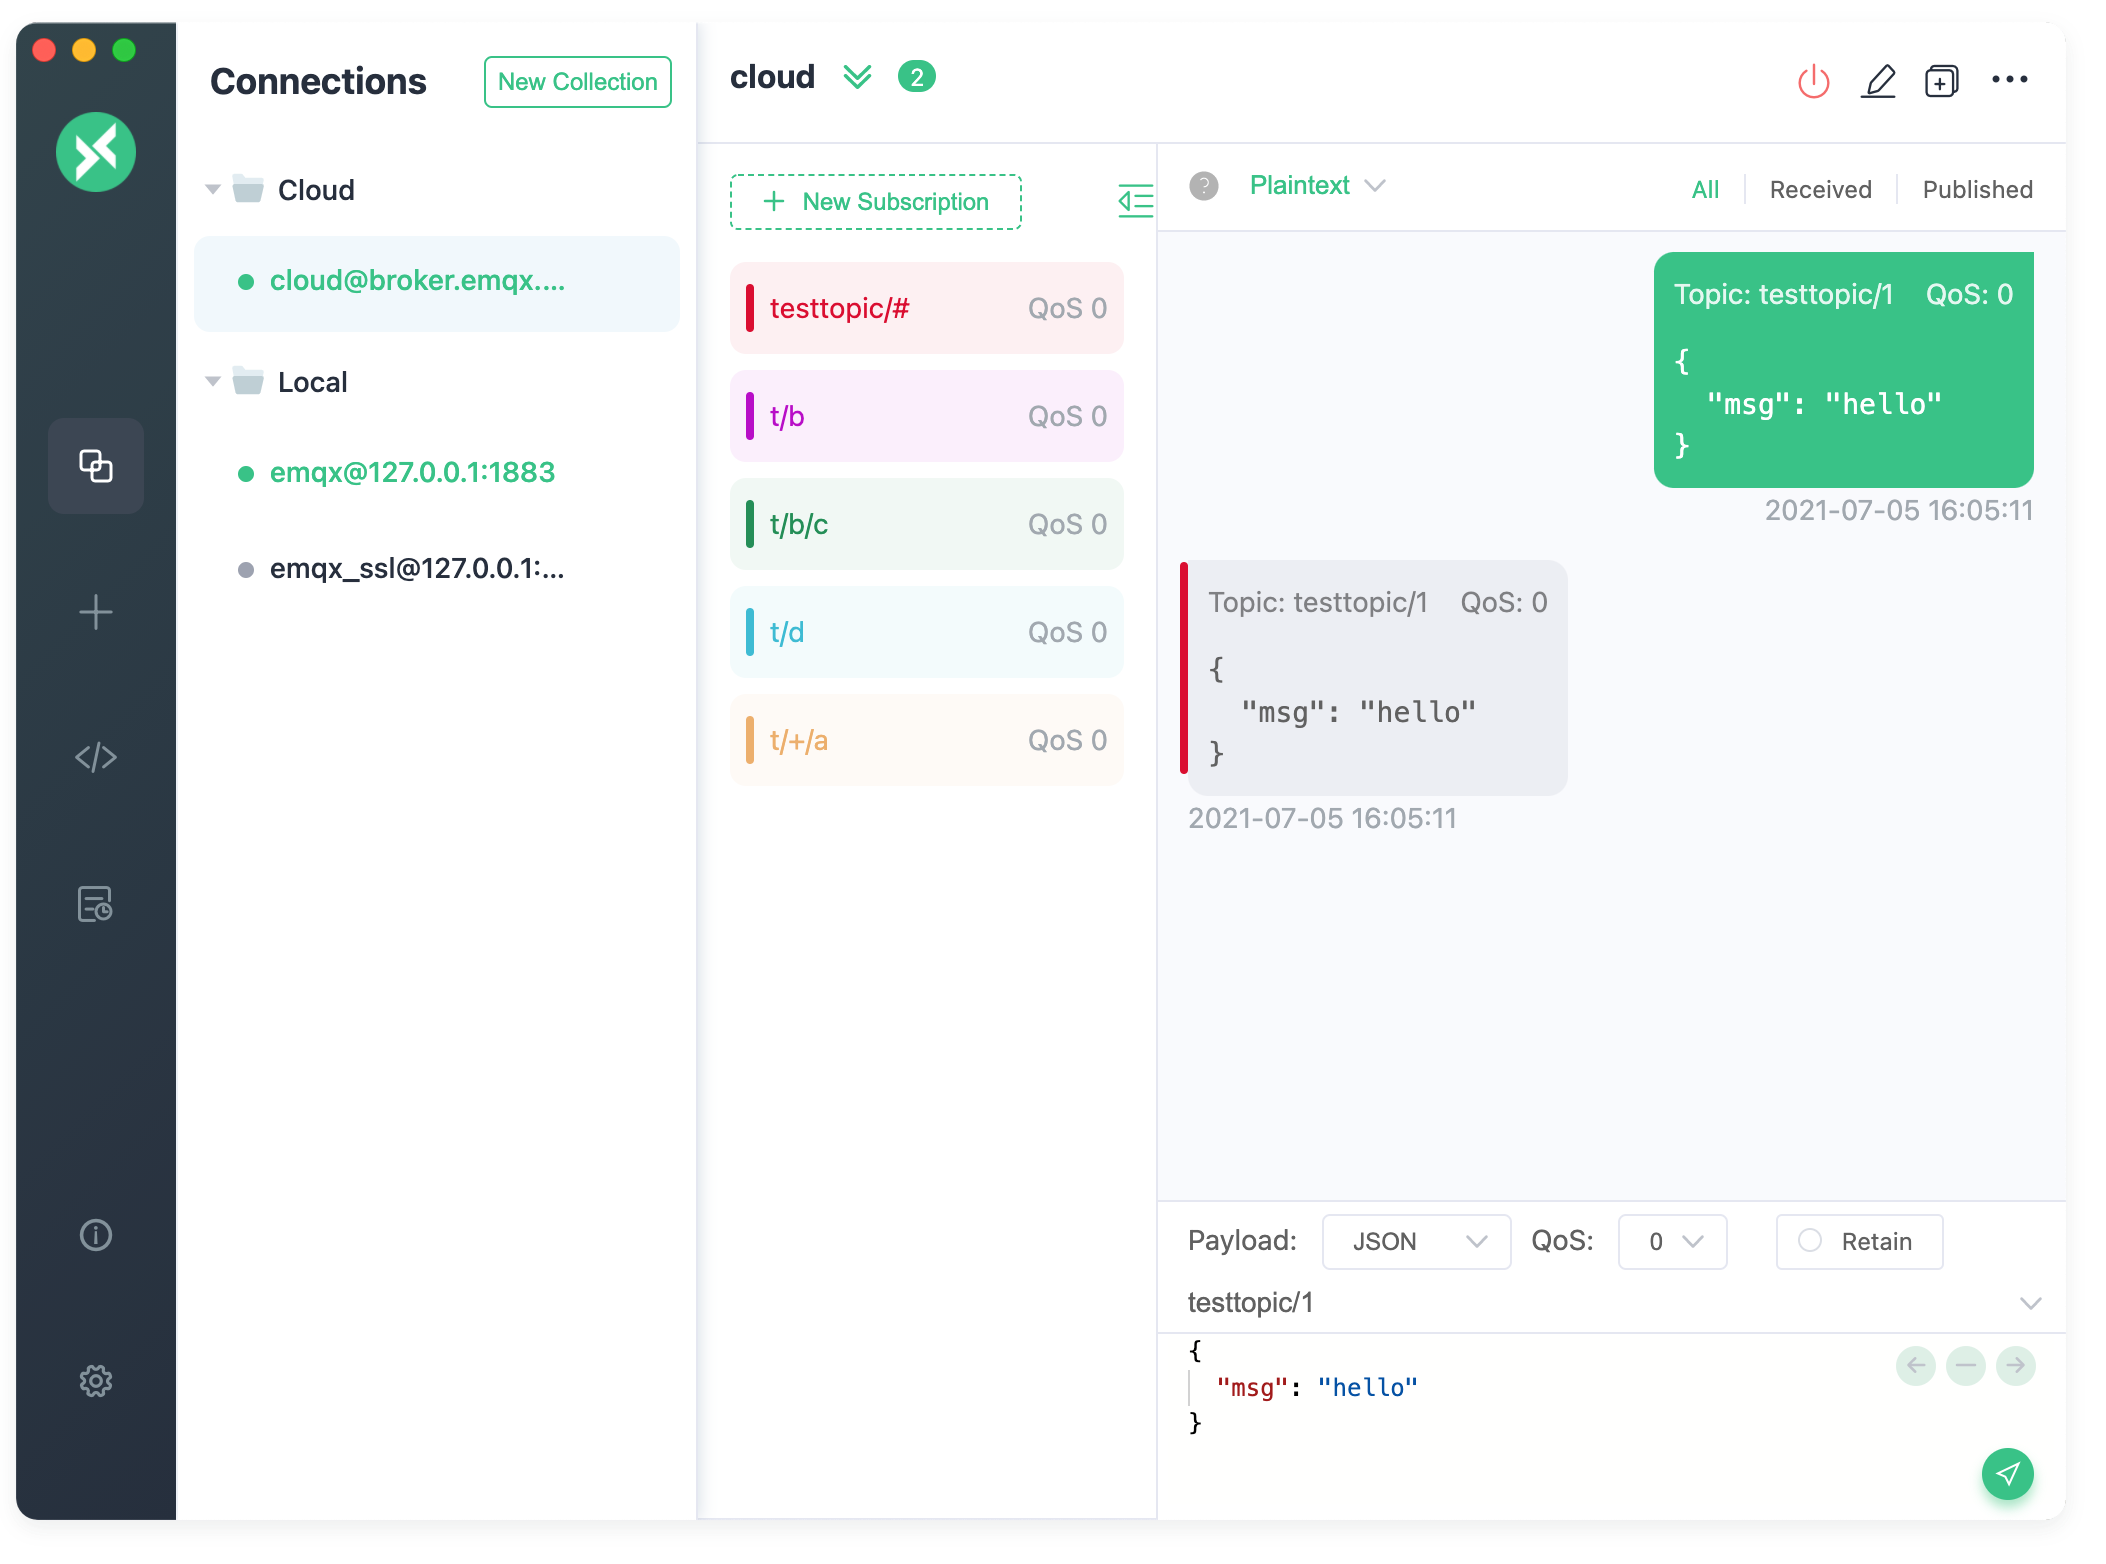 Connections
New Collection
Cloud
cloud@broker.emqx....
Local
emqx@127.0.0.1:1883
emqx_ssl@127.0.0.1:...
cloud
2
New Subscription
testtopic/# QoS 0
t/b QoS 0
t/b/c QoS 0
t/d QoS 0
t/+/a QoS 0
? Plaintext
All Received Published
Topic: testtopic/1 QoS: 0
{
"msg": "hello"
}
2021-07-05 16:05:11
Topic: testtopic/1 QoS: 0
{
"msg": "hello"
}
2021-07-05 16:05:11
Payload: JSON QoS: 0 Retain
testtopic/1
{
"msg": "hello"
}